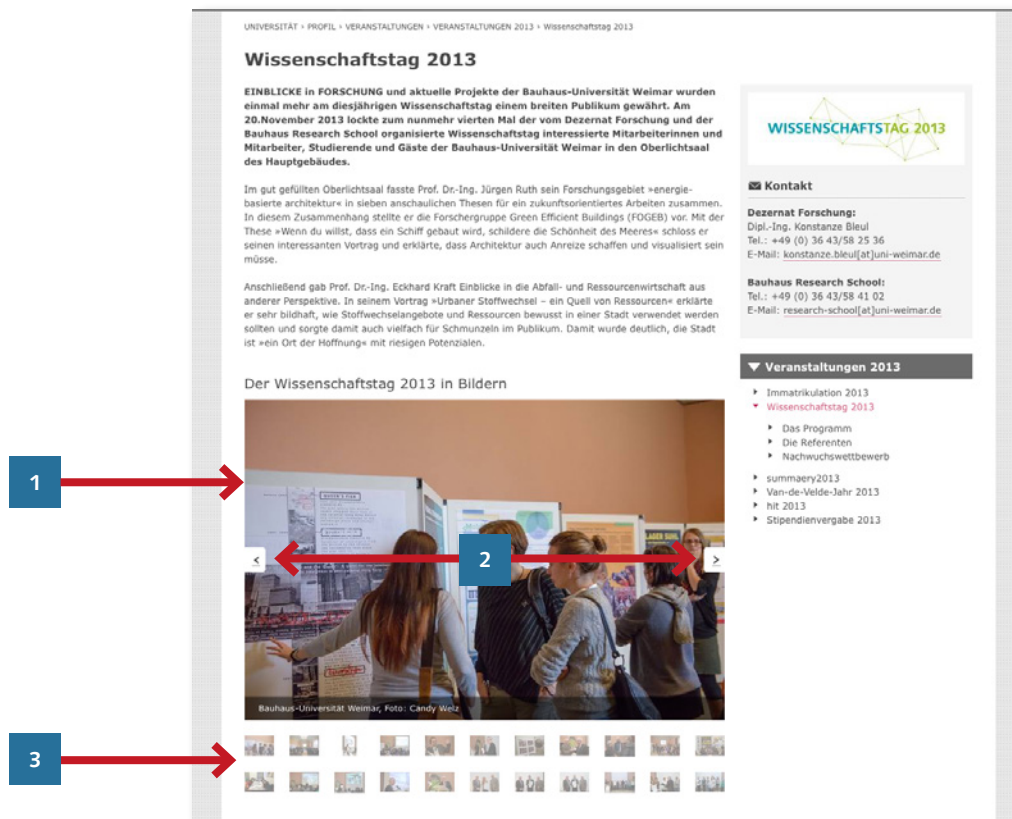 UNIVERSITÄT › PROFIL › VERANSTALTUNGEN › VERANSTALTUNGEN 2013 › Wissenschaftstag 2013
Wissenschaftstag 2013
EINBLICKE in FORSCHUNG und aktuelle Projekte der Bauhaus-Universität Weimar wurden
einmal mehr am diesjährigen Wissenschaftstag einem breiten Publikum gewährt. Am
20.November 2013 lockte zum nunmehr vierten Mal der vom Dezernat Forschung und der
Bauhaus Research School organisierte Wissenschaftstag interessierte Mitarbeiterinnen und
Mitarbeiter, Studierende und Gäste der Bauhaus-Universität Weimar in den Oberlichtsaal
des Hauptgebäudes.
Im gut gefüllten Oberlichtsaal fasste Prof. Dr.-Ing. Jürgen Ruth sein Forschungsgebiet »energie-
basierte architektur« in sieben anschaulichen Thesen für ein zukunftsorientiertes Arbeiten zusammen.
In diesem Zusammenhang stellte er die Forschergruppe Green Efficient Buildings (FOGEB) vor. Mit der
These »Wenn du willst, dass ein Schiff gebaut wird, schildere die Schönheit des Meeres« schloss er
seinen interessanten Vortrag und erklärte, dass Architektur auch Anreize schaffen und visualisiert sein
müsse.
Anschließend gab Prof. Dr.-Ing. Eckhard Kraft Einblicke in die Abfall- und Ressourcenwirtschaft aus
anderer Perspektive. In seinem Vortrag »Urbaner Stoffwechsel – ein Quell von Ressourcen« erklärte
er sehr bildhaft, wie Stoffwechselangebote und Ressourcen bewusst in einer Stadt verwendet werden
sollten und sorgte damit auch vielfach für Schmunzeln im Publikum. Damit wurde deutlich, die Stadt
ist »ein Ort der Hoffnung« mit riesigen Potenzialen.
Der Wissenschaftstag 2013 in Bildern
1
2
< >
LAGER SUHL
Bauhaus-Universität Weimar, Foto: Candy Welz
3
WISSENSCHAFTSTAG 2013
Kontakt
Dezernat Forschung:
Dipl.-Ing. Konstanze Bleul
Tel.: +49 (0) 36 43/58 25 36
E-Mail: konstanze.bleul[at]uni-weimar.de
Bauhaus Research School:
Tel.: +49 (0) 36 43/58 41 02
E-Mail: research-school[at]uni-weimar.de
Veranstaltungen 2013
Immatrikulation 2013
Wissenschaftstag 2013
Das Programm
Die Referenten
Nachwuchswettbewerb
summaery2013
Van-de-Velde-Jahr 2013
hit 2013
Stipendienvergabe 2013